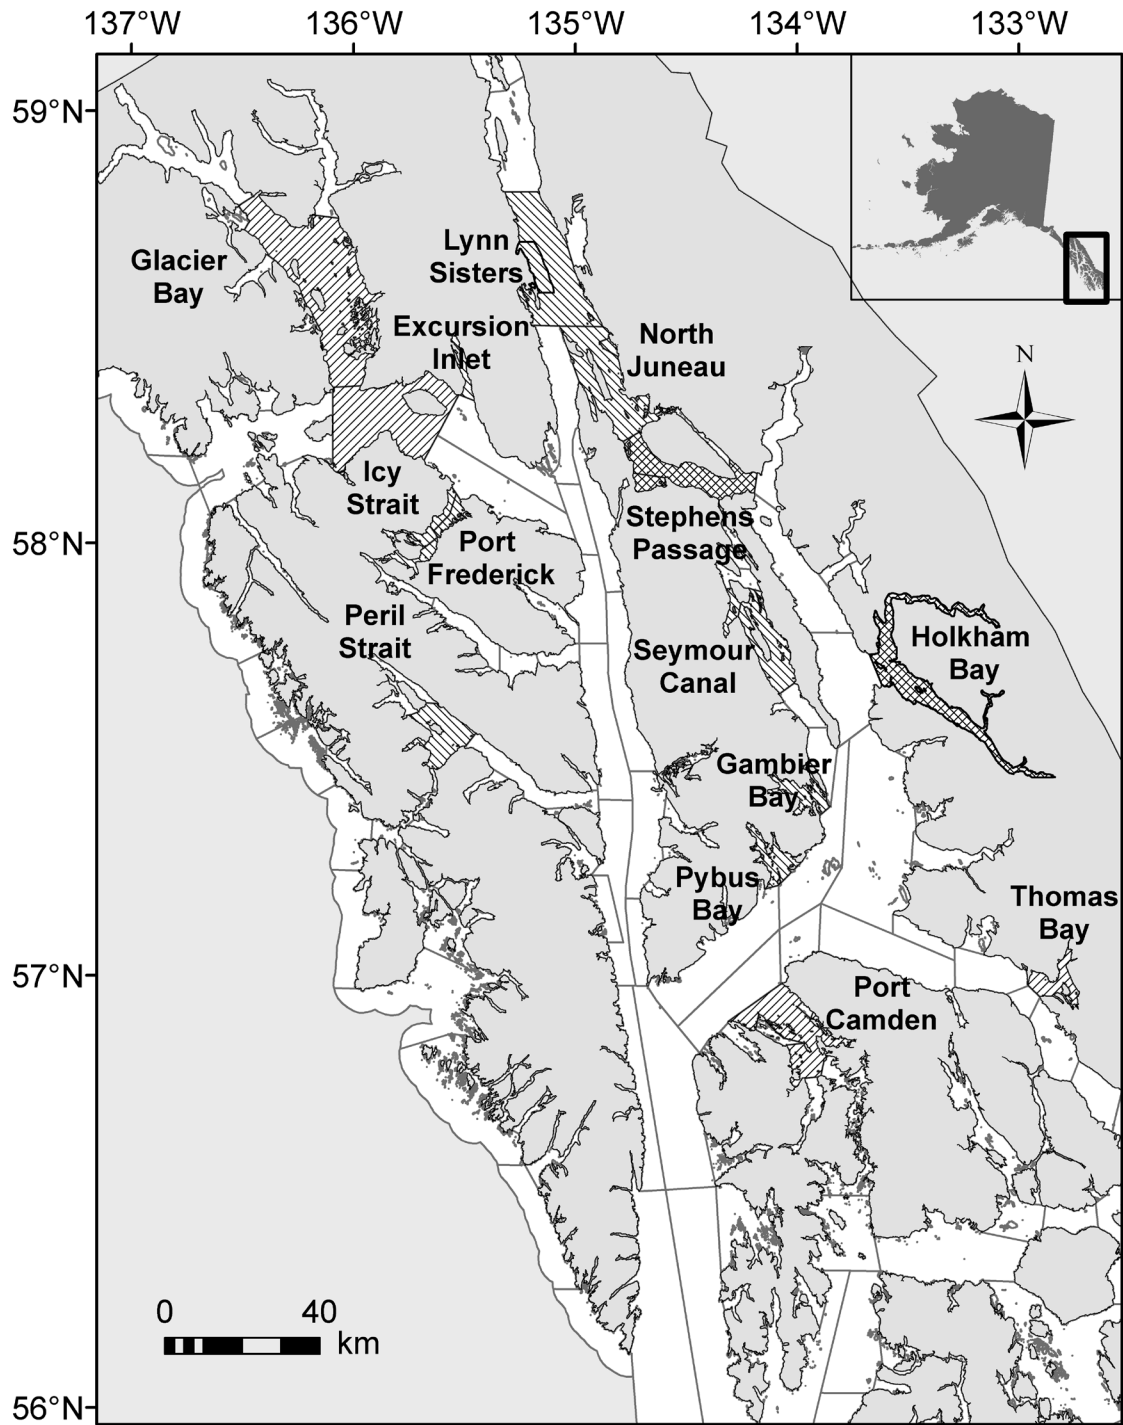 137°W 136°W 135°W 134°W 133°W
59°N
58°N
57°N
56°N
Glacier
Bay
Lynn
Sisters
Excursion
Inlet
North
Juneau
N
Icy
Strait
Port
Frederick
Stephens
Passage
Peril
Strait
Seymour
Canal
Holkham
Bay
Gambier
Bay
Pybus
Bay
Thomas
Bay
Port
Camden
0 40
km